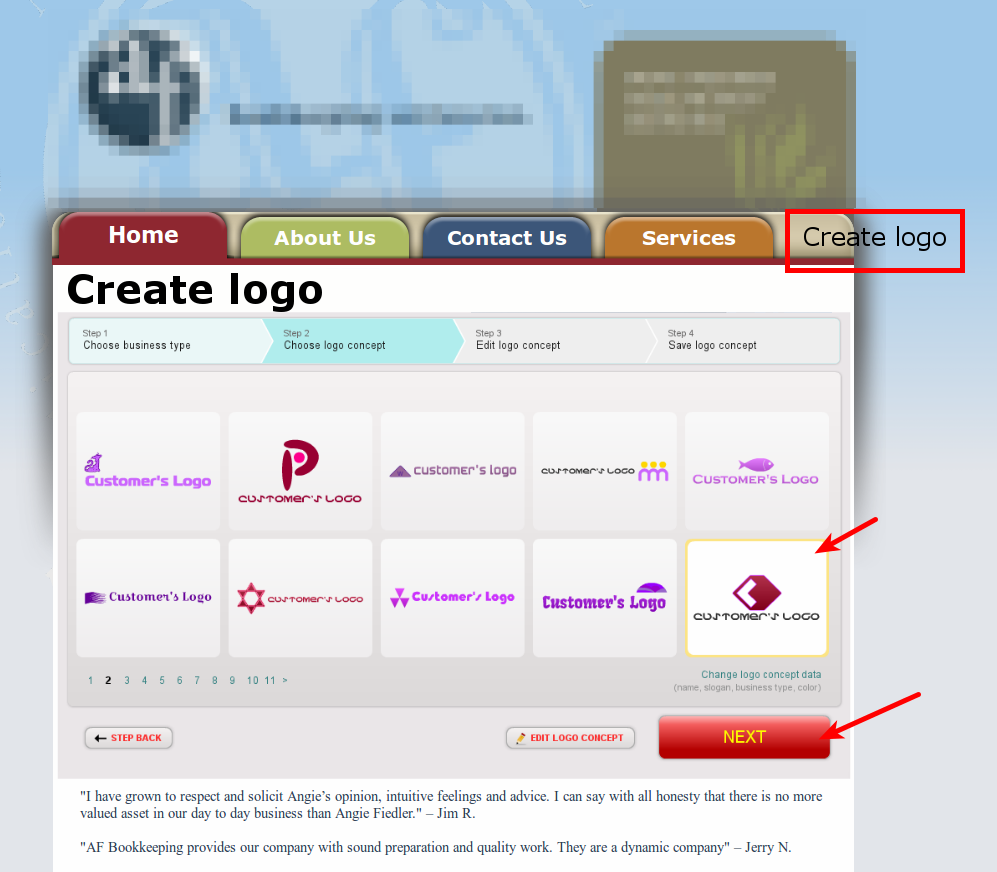 Home
About Us
Contact Us
Services
Create logo
Create logo
Step 1
Choose business type
Step 2
Choose logo concept
Step 3
Edit logo concept
Step 4
Save logo concept
Customer's Logo
P
CUSTOMER'S LOGO
customer's logo
CUSTOMER'S LOGO
CUSTOMER'S LOGO
Customer's Logo
CUSTOMER'S LOGO
Customer's Logo
Customer's Logo
CUSTOMER'S LOGO
1 2 3 4 5 6 7 8 9 10 11 >
Change logo concept data
(name, slogan, business type, color)
STEP BACK
EDIT LOGO CONCEPT
NEXT
"I have grown to respect and solicit Angie's opinion, intuitive feelings and advice. I can say with all honesty that there is no more
valued asset in our day to day business than Angie Fiedler." – Jim R.
"AF Bookkeeping provides our company with sound preparation and quality work. They are a dynamic company" – Jerry N.